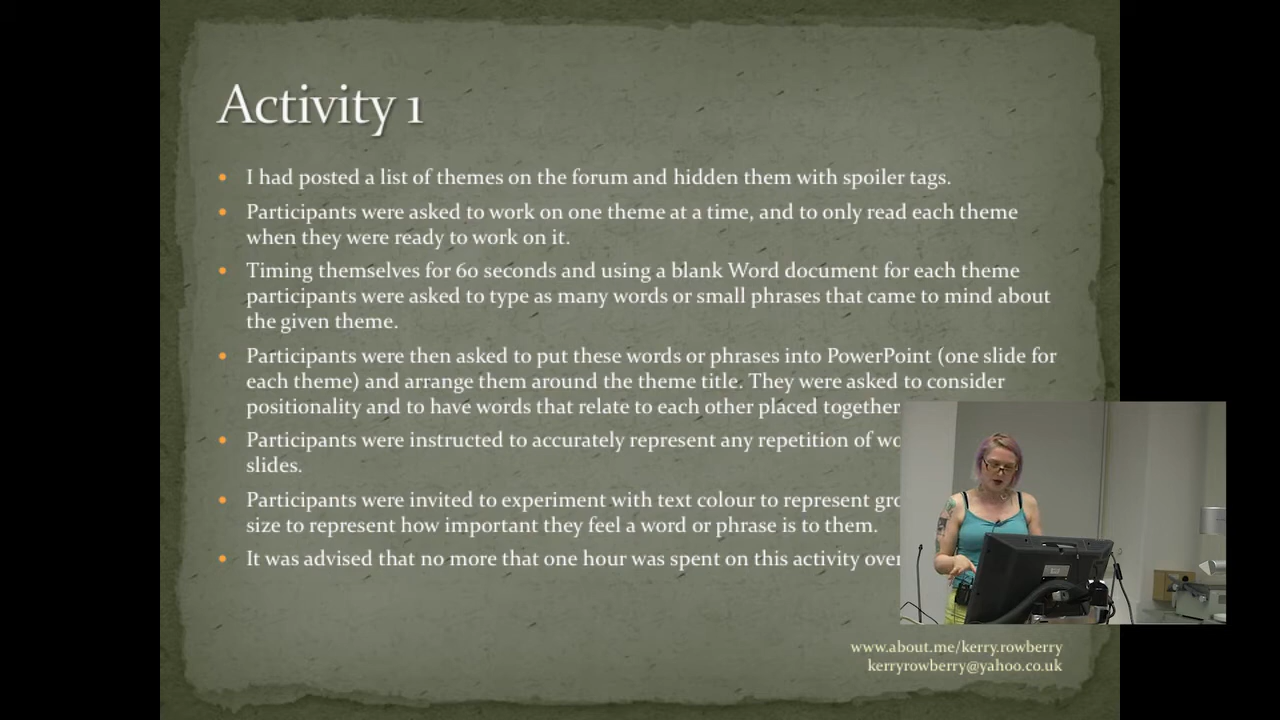 Activity 1
I had posted a list of themes on the forum and hidden them with spoiler tags.
Participants were asked to work on one theme at a time, and to only read each theme
when they were ready to work on it.
Timing themselves for 60 seconds and using a blank Word document for each theme
participants were asked to type as many words or small phrases that came to mind about
the given theme.
Participants were then asked to put these words or phrases into PowerPoint (one slide for
each theme) and arrange them around the theme title. They were asked to consider
positionality and to have words that relate to each other placed together
Participants were instructed to accurately represent any repetition of
slides.
Participants were invited to experiment with text colour to represent
size to represent how important they feel a word or phrase is to them.
It was advised that no more that one hour was spent on this activity
www.about.me/kerry.rowberry
kerryrowberry@yahoo.co.uk